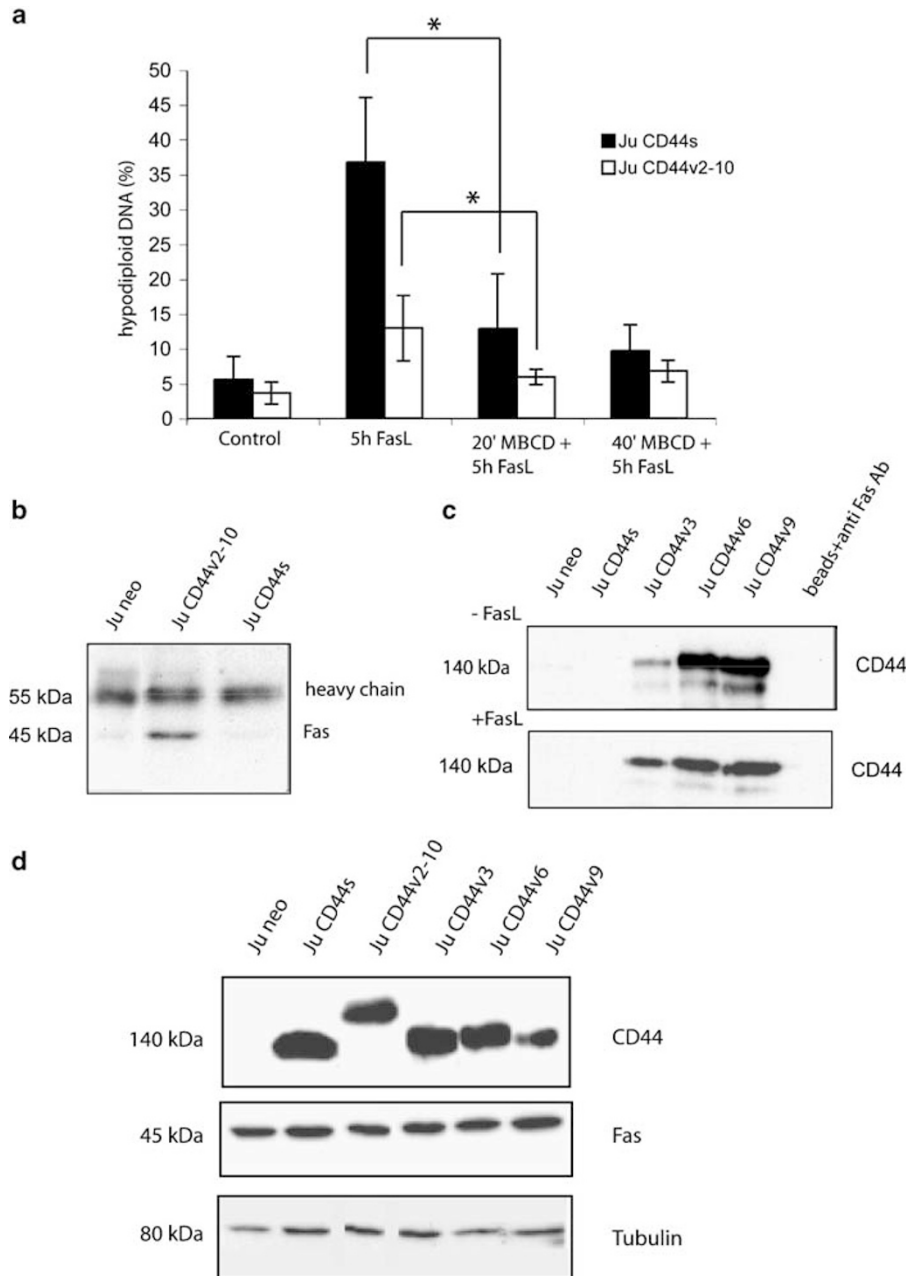 a
*
*
50
45
40
35
30
25
20
15
10
5
0
hypodiploid DNA (%)
Ju CD44s
Ju CD44v2-10
Control
5h FasL
20' MBCD +
5h FasL
40' MBCD +
5h FasL
b
Ju neo
Ju CD44v2-10
Ju CD44s
55 kDa
heavy chain
45 kDa
Fas
c
Ju neo
Ju CD44s
Ju CD44v3
Ju CD44v6
Ju CD44v9
beads+anti Fas Ab
- FasL
140 kDa
CD44
+FasL
140 kDa
CD44
d
Ju neo
Ju CD44s
Ju CD44v2-10
Ju CD44v3
Ju CD44v6
Ju CD44v9
140 kDa
CD44
45 kDa
Fas
80 kDa
Tubulin